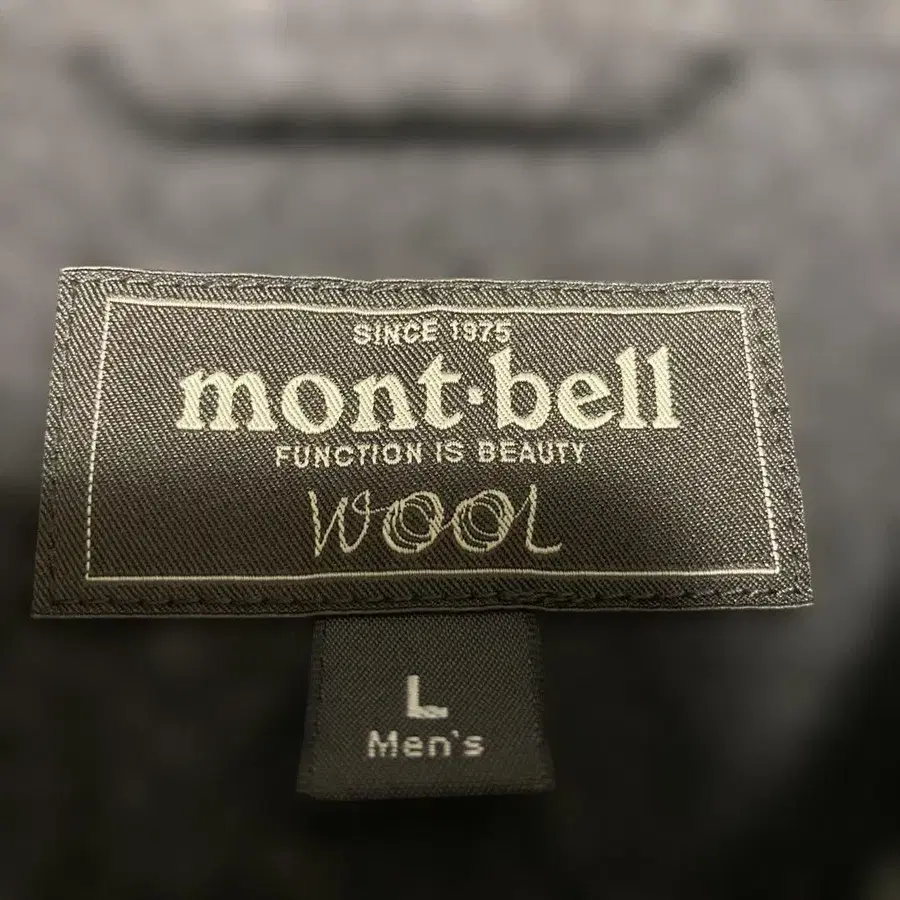 SINCE 1975
mont·bell
FUNCTION IS BEAUTY
WOOL
L
Men's